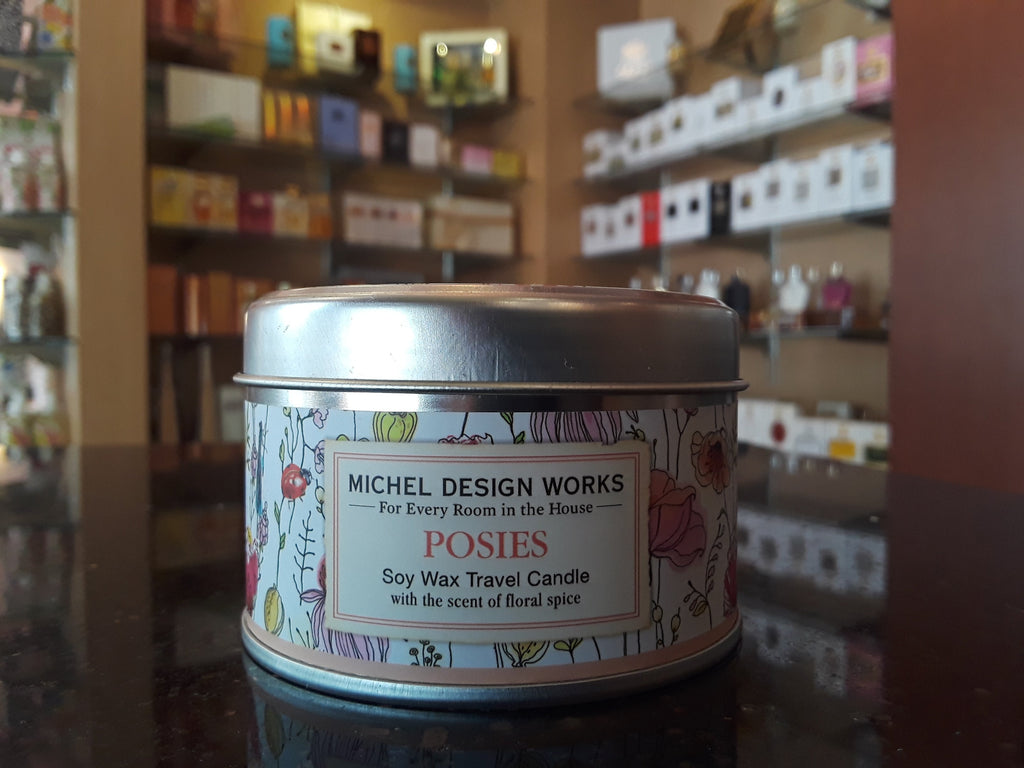 MICHEL DESIGN WORKS
For Every Room in the House
POSIES
Soy Wax Travel Candle
with the scent of floral spice